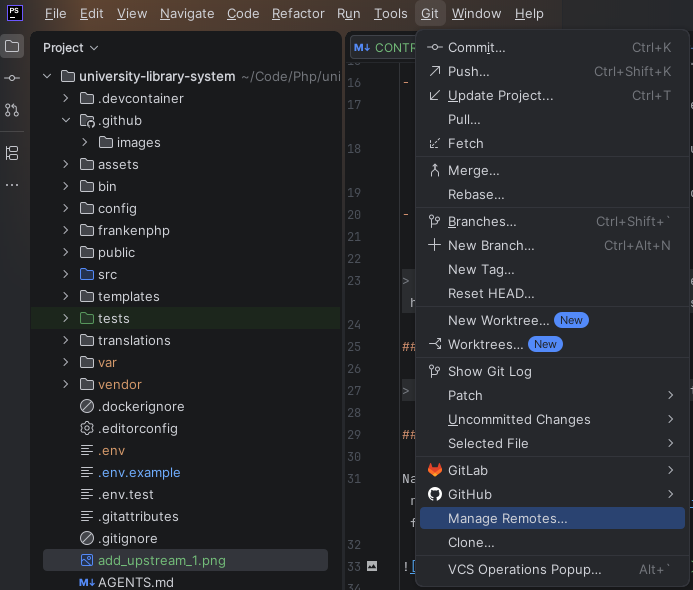 PS File Edit View Navigate Code Refactor Run Tools Git Window Help
Project
CONTR
university-library-system ~/Code/Php/uni
.devcontainer
.github
images
assets
bin
config
frankenphp
public
src
templates
tests
translations
var
vendor
.dockerignore
.editorconfig
.env
.env.example
.env.test
.gitattributes
.gitignore
add_upstream_1.png
M↓ AGENTS.md
M↓
16 -
17
18
19
20 -
21
22
23 >
h
24
25 ##
26
27 >
28
29 ##
30
31 Na
32
33 ![
34
Commit... Ctrl+K
Push... Ctrl+Shift+K
Update Project... Ctrl+T
Pull...
Fetch
Merge...
Rebase...
Branches... Ctrl+Shift+`
New Branch... Ctrl+Alt+N
New Tag...
Reset HEAD...
New Worktree... New
Worktrees... New
Show Git Log
Patch
Uncommitted Changes
Selected File
GitLab
GitHub
Manage Remotes...
Clone...
VCS Operations Popup... Alt+`